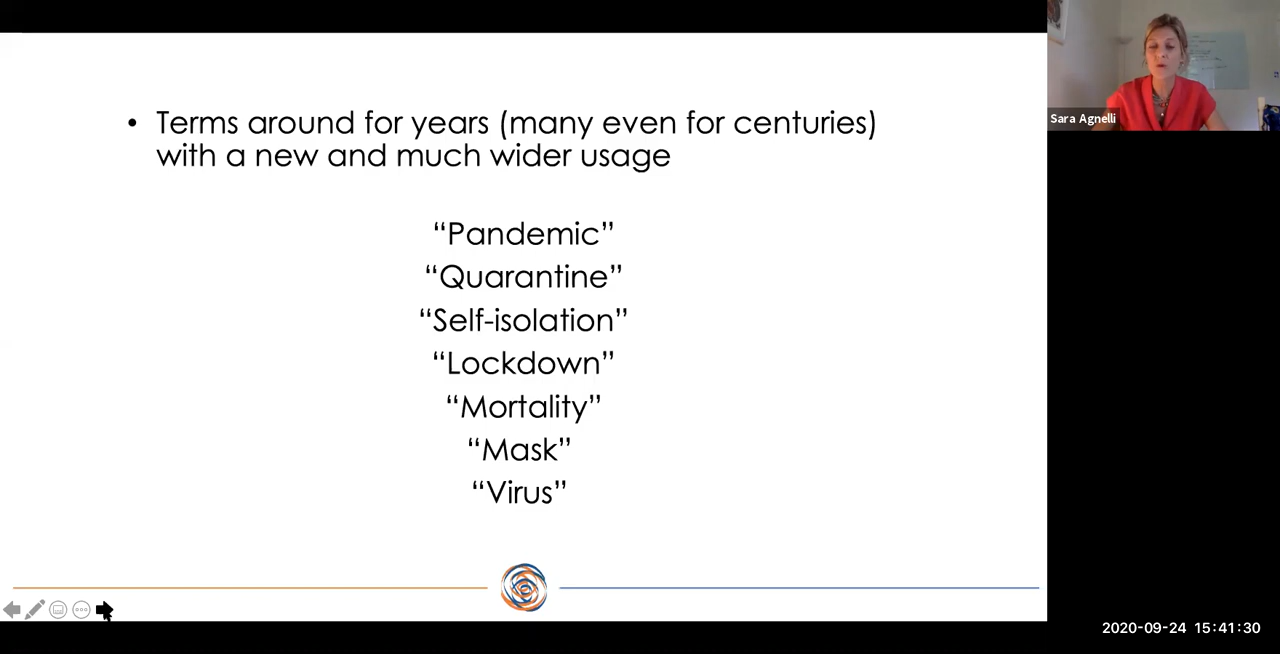 • Terms around for years (many even for centuries)
with a new and much wider usage
“Pandemic”
“Quarantine”
“Self-isolation”
“Lockdown”
“Mortality”
“Mask”
“Virus”
Sara Agnelli
2020-09-24 15:41:30